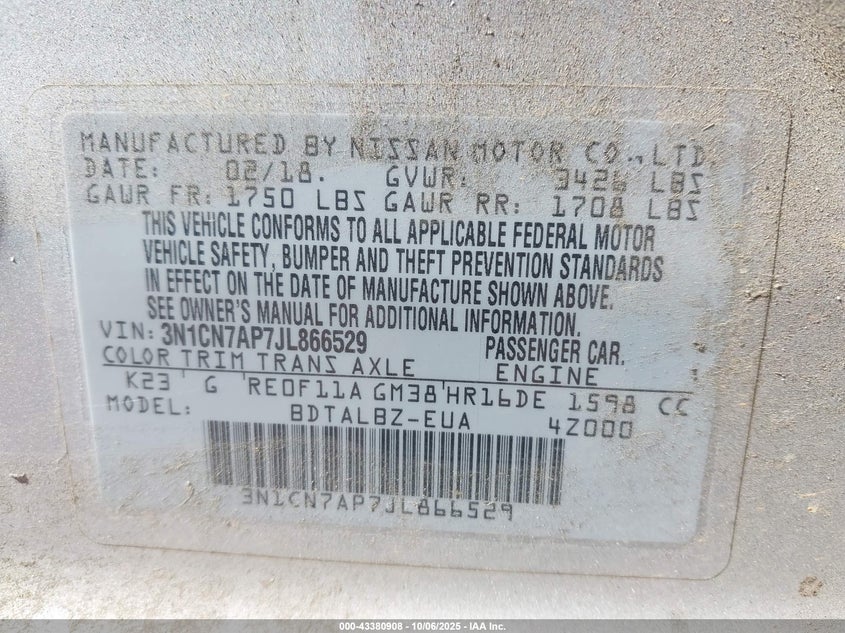 MANUFACTURED BY NISSAN MOTOR CO.,LTD.
DATE: 02/18. GVWR: 3426 LBS
GAWR FR: 1750 LBS GAWR RR: 1708 LBS
THIS VEHICLE CONFORMS TO ALL APPLICABLE FEDERAL MOTOR
VEHICLE SAFETY, BUMPER AND THEFT PREVENTION STANDARDS
IN EFFECT ON THE DATE OF MANUFACTURE SHOWN ABOVE.
SEE OWNER'S MANUAL FOR ADDITIONAL INFORMATION.
VIN: 3N1CN7AP7JL866529 PASSENGER CAR.
COLOR TRIM TRANS AXLE ENGINE :
K23 G RE0F11A GM38 HR16DE 1598 CC
MODEL: BDTALBZ-EUA 4Z000
3N1CN7AP7JL866529
000-43380908 - 10/06/2025 - IAA Inc.